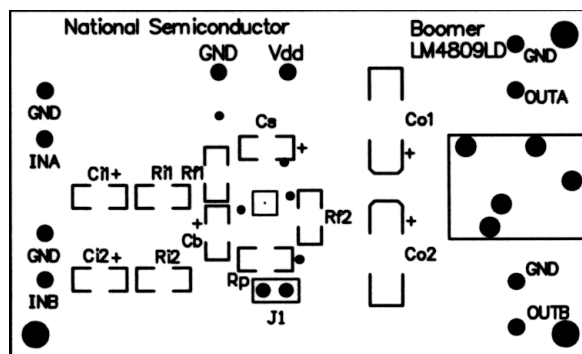 National Semiconductor
Boomer
LM4809LD
GND
Vdd
GND
GND
OUTA
INA
Cs
+
Co1
+
Ci1+
Ri1
Rf1
GND
Ci2+
Ri2
+
Cb
Rf2
+
Co2
Rp
J1
INB
GND
OUTB